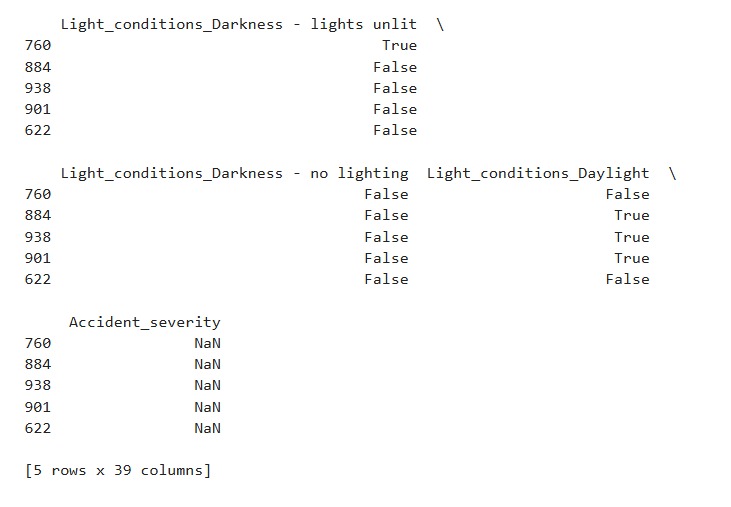 Light_conditions_Darkness - lights unlit \
760 True
884 False
938 False
901 False
622 False
Light_conditions_Darkness - no lighting Light_conditions_Daylight \
760 False False
884 False True
938 False True
901 False True
622 False False
Accident_severity
760 NaN
884 NaN
938 NaN
901 NaN
622 NaN
[5 rows x 39 columns]